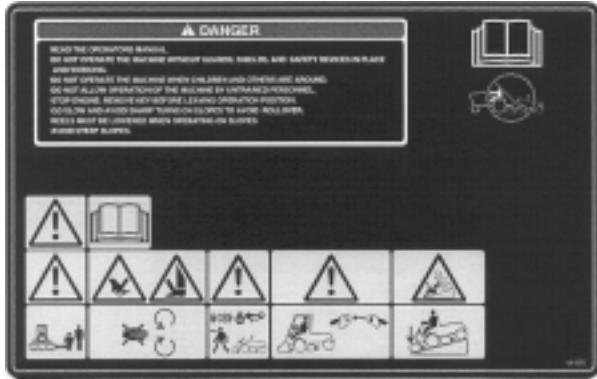 DANGER
READ THE OPERATORS MANUAL.
DO NOT OPERATE THE MACHINE WITHOUT GUARDS, SHIELDS, AND SAFETY DEVICES IN PLACE
AND WORKING.
DO NOT OPERATE THE MACHINE WHEN CHILDREN AND OTHERS ARE AROUND.
DO NOT ALLOW OPERATION OF THE MACHINE BY UNTRAINED PERSONNEL.
STOP ENGINE, REMOVE KEY BEFORE LEAVING OPERATION POSITION.
GO SLOW AND AVOID SHARP TURNS ON SLOPES TO AVOID ROLLOVER.
REELS MUST BE LOWERED WHEN OPERATING ON SLOPES
AVOID STEEP SLOPES.